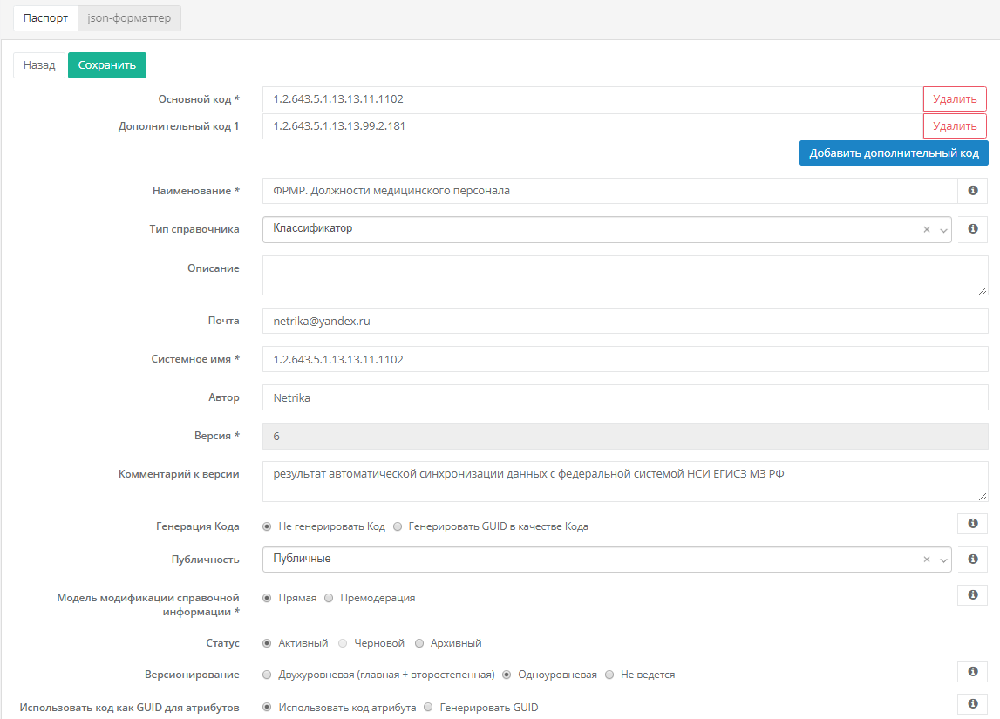 Паспорт json-форматтер
Назад Сохранить
Основной код * 1.2.643.5.1.13.13.11.1102 Удалить
Дополнительный код 1 1.2.643.5.1.13.13.99.2.181 Удалить
Добавить дополнительный код
Наименование * ФРМР. Должности медицинского персонала
Тип справочника Классификатор
Описание
Почта netrika@yandex.ru
Системное имя * 1.2.643.5.1.13.13.11.1102
Автор Netrika
Версия * 6
Комментарий к версии результат автоматической синхронизации данных с федеральной системой НСИ ЕГИСЗ МЗ РФ
Генерация Кода Не генерировать Код Генерировать GUID в качестве Кода
Публичность Публичные
Модель модификации справочной
информации * Прямая Премодерация
Статус Активный Черновой Архивный
Версионирование Двухуровневая (главная + второстепенная) Одноуровневая Не ведется
Использовать код как GUID для атрибутов Использовать код атрибута Генерировать GUID